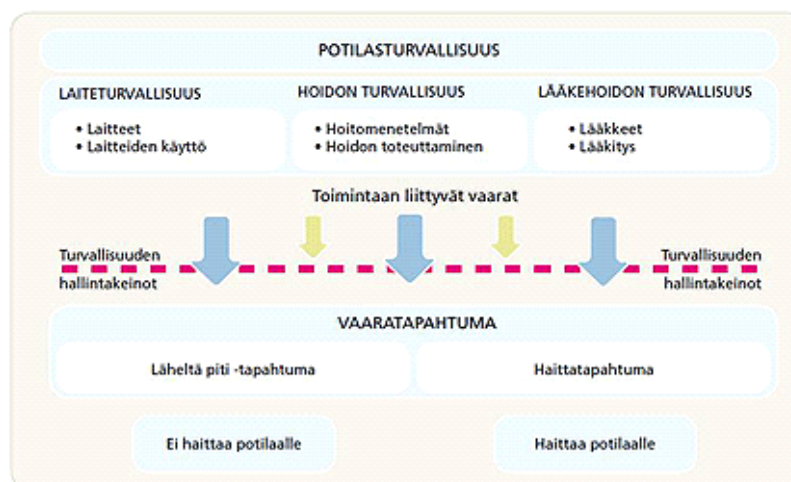 POTILASTURVALLISUUS
LAITETURVALLISUUS
• Laitteet
• Laitteiden käyttö
HOIDON TURVALLISUUS
• Hoitomenetelmät
• Hoidon toteuttaminen
LÄÄKEHOIDON TURVALLISUUS
• Lääkkeet
• Lääkitys
Toimintaan liittyvät vaarat
Turvallisuuden
hallintakeinot
Turvallisuuden
hallintakeinot
VAARATAPAHTUMA
Läheltä piti -tapahtuma
Haittatapahtuma
Ei haittaa potilaalle
Haittaa potilaalle